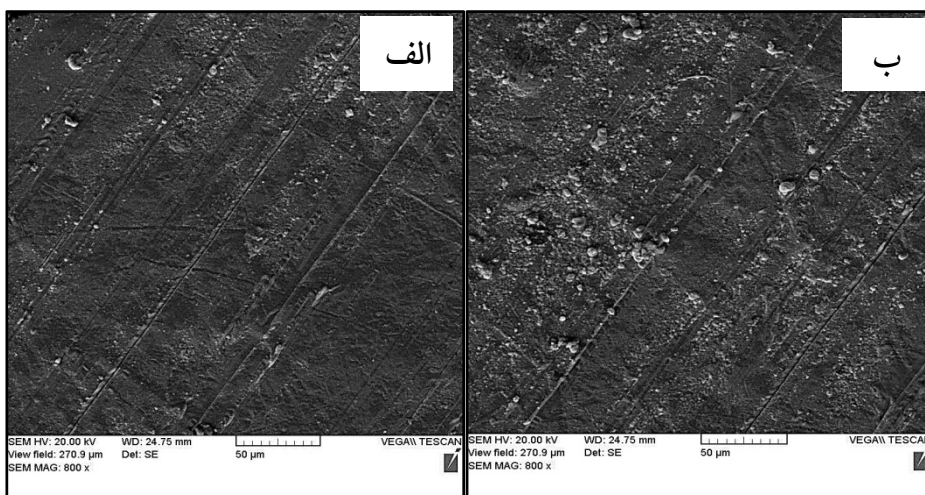 الف
SEM HV: 20.00 kV WD: 24.75 mm VEGA\\ TESCAN
View field: 270.9 µm Det: SE 50 µm
SEM MAG: 800 x
ب
SEM HV: 20.00 kV WD: 24.75 mm VEGA\\ TESCAN
View field: 270.9 µm Det: SE 50 µm
SEM MAG: 800 x